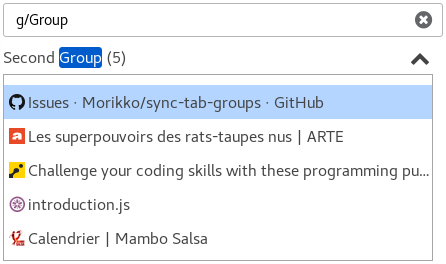 g/Group
Second Group (5)
Issues · Morikko/sync-tab-groups · GitHub
Les superpouvoirs des rats-taupes nus | ARTE
Challenge your coding skills with these programming pu...
introduction.js
Calendrier | Mambo Salsa